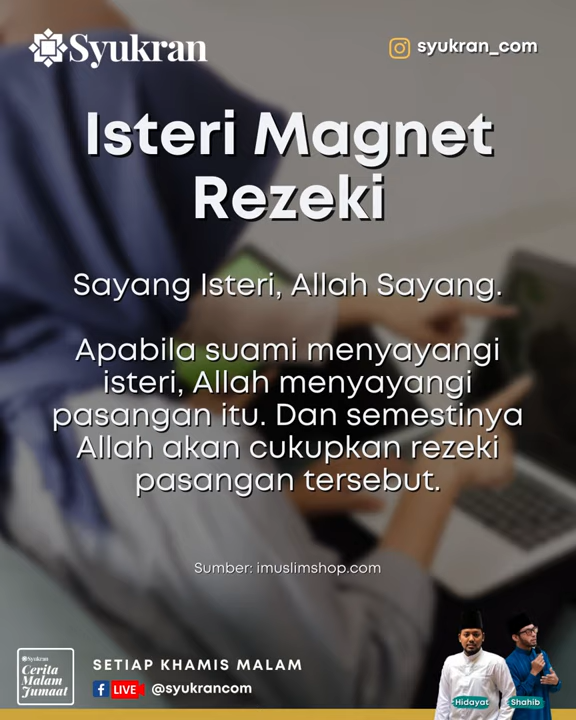 Syukran
syukran_com
Isteri Magnet
Rezeki
Sayang Isteri, Allah Sayang.
Apabila suami menyayangi
isteri, Allah menyayangi
pasangan itu. Dan semestinya
Allah akan cukupkan rezeki
pasangan tersebut.
Sumber: imuslimshop.com
Syukran
Cerita
Malam
Jumaat
SETIAP KHAMIS MALAM
f LIVE @syukrancom
Hidayat
Shahib